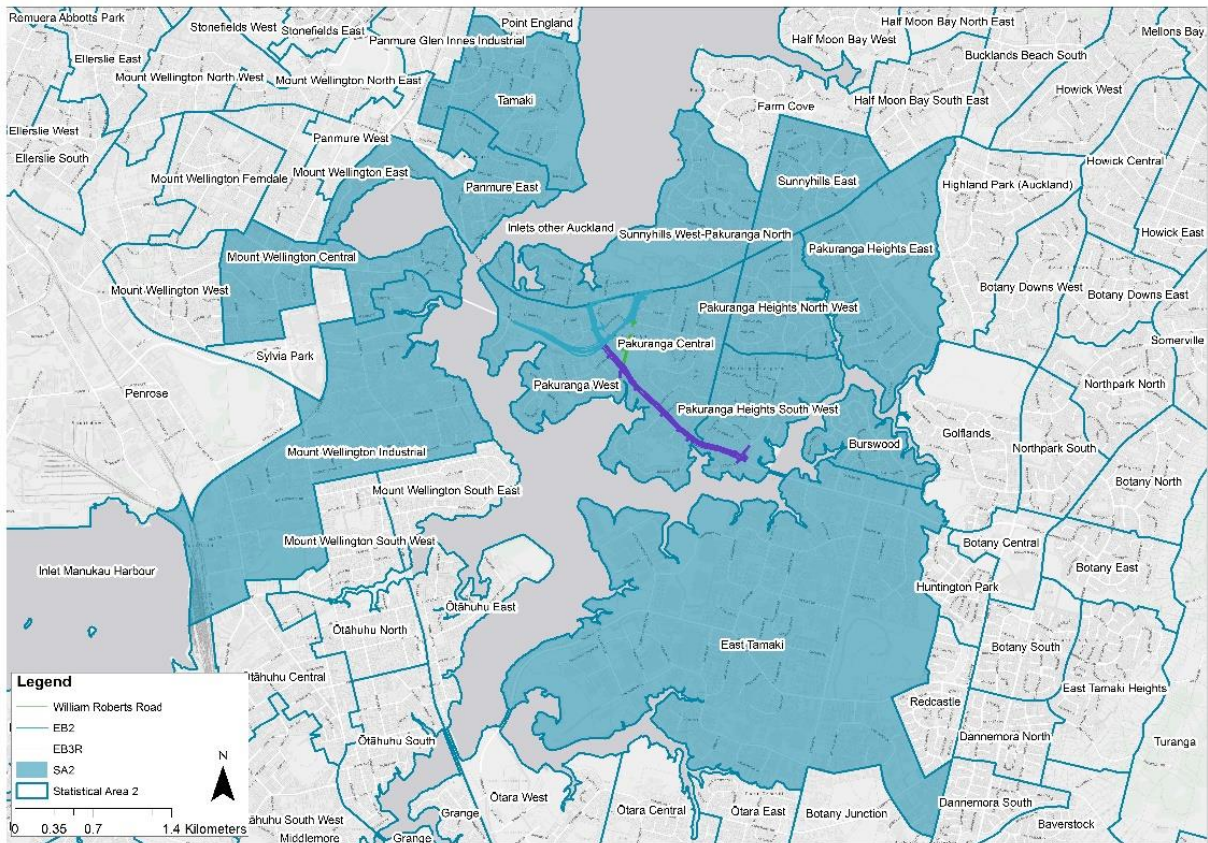 Remuera Abbotts Park
Stonefields West
Stonefields East
Point England
Panmure Glen Innes Industrial
Half Moon Bay North East
Half Moon Bay West
Mellons Bay
Bucklands Beach South
Ellerslie East
Mount Wellington North West
Mount Wellington North East
Tamaki
Farm Cove
Half Moon Bay South East
Howick West
Ellerslie West
Ellerslie South
Panmure West
Mount Wellington Ferndale
Mount Wellington East
Panmure East
Sunnyhills East
Howick Central
Highland Park (Auckland)
Inlets other Auckland
Sunnyhills West-Pakuranga North
Howick East
Mount Wellington Central
Pakuranga Heights East
Mount Wellington West
Botany Downs West
Botany Downs East
Pakuranga Heights North West
Somerville
Pakuranga Central
Sylvia Park
Penrose
Pakuranga West
Northpark North
Pakuranga Heights South West
Burswood
Golflands
Northpark South
Mount Wellington Industrial
Botany North
Mount Wellington South East
Mount Wellington South West
Botany Central
Inlet Manukau Harbour
Botany East
Huntington Park
Ōtāhuhu East
Ōtāhuhu North
East Tamaki
Botany South
Ōtāhuhu Central
East Tamaki Heights
Redcastle
Ōtāhuhu South
Dannemora North
Turanga
Ōtara West
Ōtara Central
Ōtara East
Botany Junction
Dannemora South
Baverstock
Grange
Grange
Ōtāhuhu South West
Middlemore
Legend
William Roberts Road
EB2
EB3R
SA2
Statistical Area 2
N
0 0.35 0.7 1.4 Kilometers